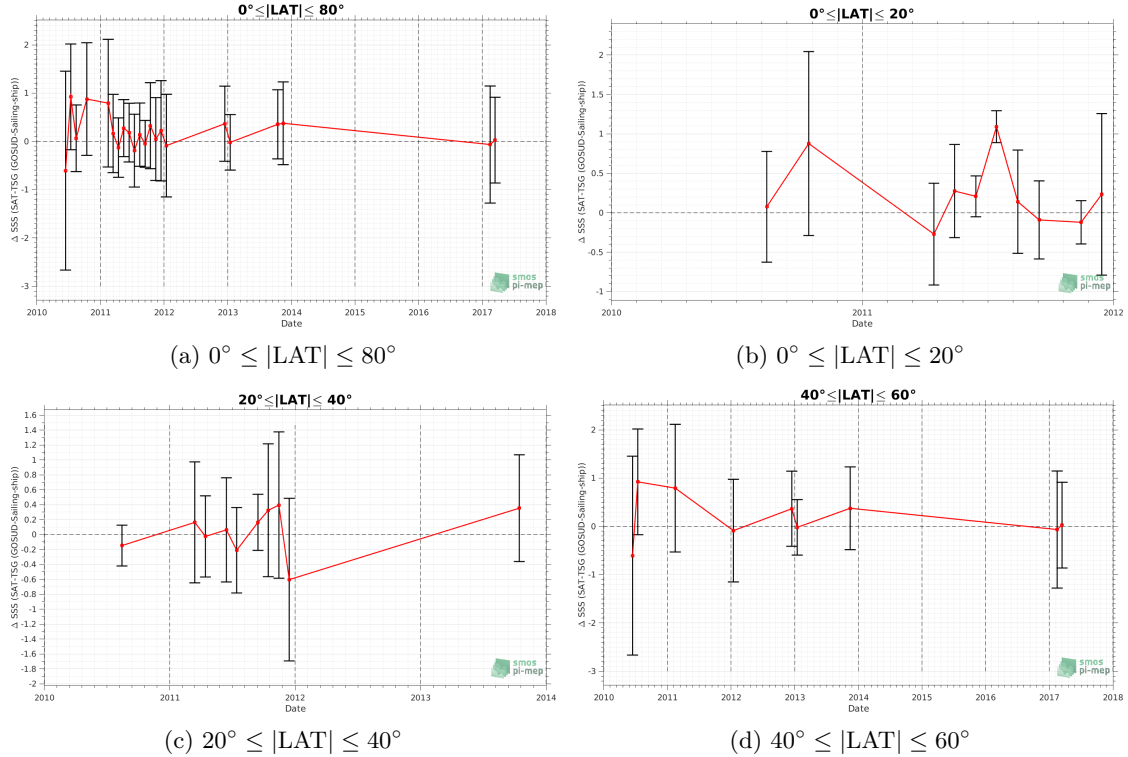 0°≤|LAT|≤ 80°
Δ SSS (SAT-TSG (GOSUD-Sailing-ship))
2
1
0
-1
-2
-3
2010 2011 2012 2013 2014 2015 2016 2017 2018
Date
smos
pi-mep
(a) 0° ≤ |LAT| ≤ 80°
0°≤|LAT|≤ 20°
Δ SSS (SAT-TSG (GOSUD-Sailing-ship))
2
1.5
1
0.5
0
-0.5
-1
2010 2011 2012
Date
smos
pi-mep
(b) 0° ≤ |LAT| ≤ 20°
20°≤|LAT|≤ 40°
Δ SSS (SAT-TSG (GOSUD-Sailing-ship))
1.6
1.4
1.2
1
0.8
0.6
0.4
0.2
0
-0.2
-0.4
-0.6
-0.8
-1
-1.2
-1.4
-1.6
-1.8
-2
2010 2011 2012 2013 2014
Date
smos
pi-mep
(c) 20° ≤ |LAT| ≤ 40°
40°≤|LAT|≤ 60°
Δ SSS (SAT-TSG (GOSUD-Sailing-ship))
2
1
0
-1
-2
-3
2010 2011 2012 2013 2014 2015 2016 2017 2018
Date
smos
pi-mep
(d) 40° ≤ |LAT| ≤ 60°